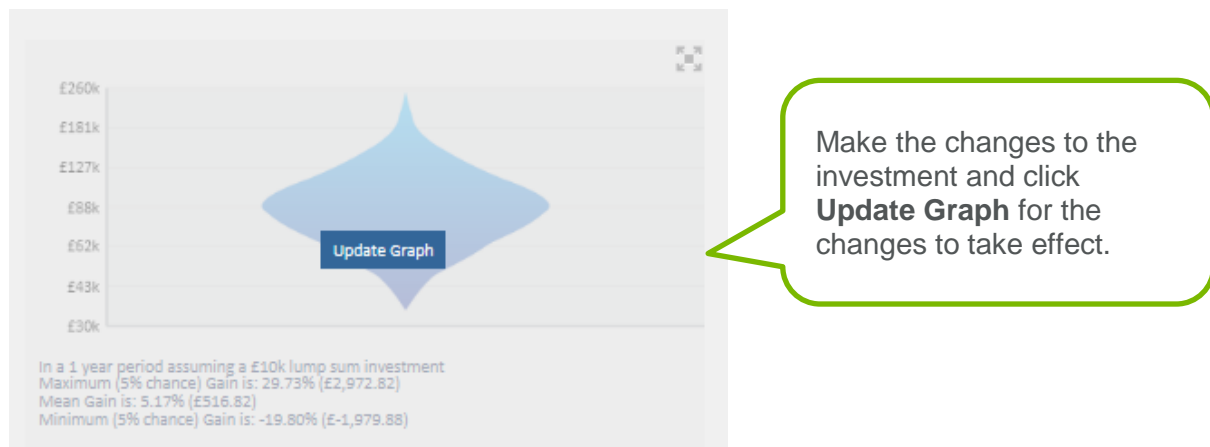 £260k
£181k
£127k
£88k
£62k
£43k
£30k
Update Graph
In a 1 year period assuming a £10k lump sum investment
Maximum (5% chance) Gain is: 29.73% (£2,972.82)
Mean Gain is: 5.17% (£516.82)
Minimum (5% chance) Gain is: -19.80% (£-1,979.88)
Make the changes to the
investment and click
Update Graph for the
changes to take effect.